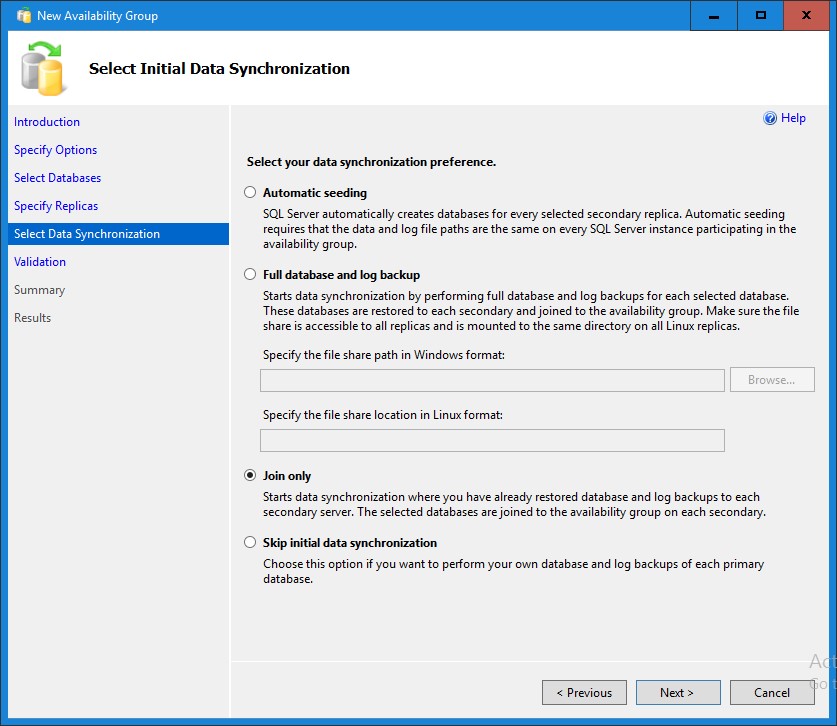 New Availability Group
Select Initial Data Synchronization
Introduction
Specify Options
Select Databases
Specify Replicas
Select Data Synchronization
Validation
Summary
Results
Help
Select your data synchronization preference.
Automatic seeding
SQL Server automatically creates databases for every selected secondary replica. Automatic seeding
requires that the data and log file paths are the same on every SQL Server instance participating in the
availability group.
Full database and log backup
Starts data synchronization by performing full database and log backups for each selected database.
These databases are restored to each secondary and joined to the availability group. Make sure the file
share is accessible to all replicas and is mounted to the same directory on all Linux replicas.
Specify the file share path in Windows format:
Browse...
Specify the file share location in Linux format:
Join only
Starts data synchronization where you have already restored database and log backups to each
secondary server. The selected databases are joined to the availability group on each secondary.
Skip initial data synchronization
Choose this option if you want to perform your own database and log backups of each primary
database.
< Previous
Next >
Cancel